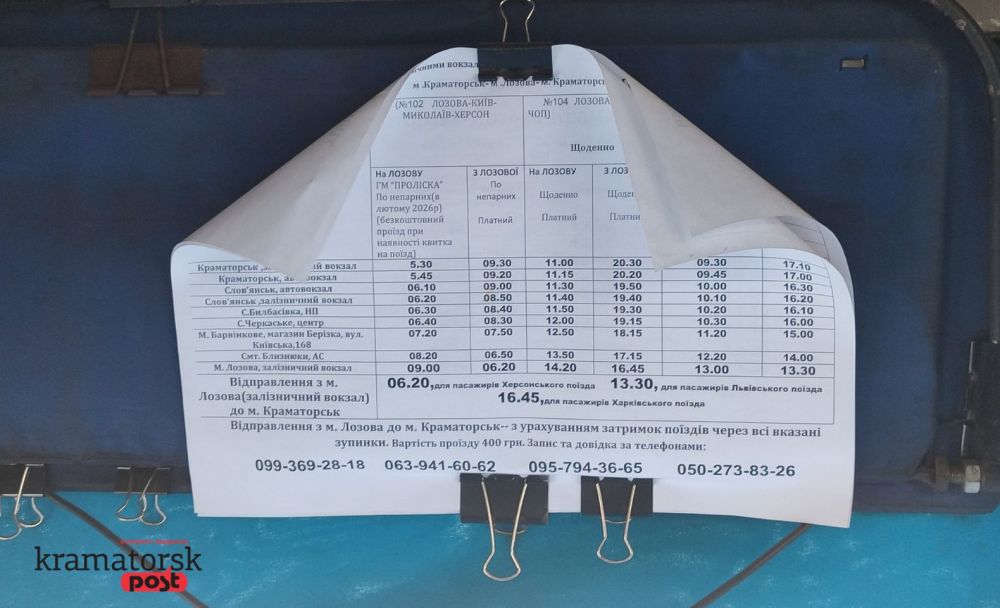 ічними вокзал
м .Краматорськ- м .Лозова- м. Краматорс
(№102 ЛОЗОВА-КИЇВ-
МИКОЛАЇВ-ХЕРСОН
№104 ЛОЗОВА
ЧОП)
Щоденно
На ЛОЗОВУ
ГМ "ПРОЛІСКА"
По непарних(в
лютому 2026р)
(безкоштовний
проїзд при
наявності квитка
на поїзд)
З ЛОЗОВОЇ
По
непарних
Платний
На ЛОЗОВУ
Щоденно
Платний
З ЛОЗ
Щоден
Платни
Краматорськ ,за ий вокзал 5.30 09.30 11.00 20.30 09.30 17.10
Краматорськ, ав окзал 5.45 09.20 11.15 20.20 09.45 17.00
Слов'янськ, автовокзал 06.10 09.00 11.30 19.50 10.00 16.30
Слов'янськ ,залізничний вокзал 06.20 08.50 11.40 19.40 10.10 16.20
С.Билбасівка, НП 06.30 08.40 11.50 19.30 10.20 16.10
С.Черкаське, центр 06.40 08.30 12.00 19.15 10.30 16.00
М. Барвінкове, магазин Берізка, вул. 07.20 07.50 12.50 18.15 11.20 15.00
Київська,168
Смт. Близнюки, АС 08.20 06.50 13.50 17.15 12.20 14.00
М. Лозова, залізничний вокзал 09.00 06.20 14.20 16.45 13.00 13.30
Відправлення з м.
Лозова(залізничний вокзал)
до м. Краматорськ
06.20,для пасажирів Херсонського поїзда 13.30, для пасажирів Львівського поїзда
16.45,для пасажирів Харківського поїзда
Відправлення з м. Лозова до м. Краматорськ-- з урахуванням затримок поїздів через всі вказані
зупинки. Вартість проїзду 400 грн. Запис та довідка за телефонами:
099-369-28-18 063-941-60-62 095-794-36-65 050-273-83-26
kramatorsk
post